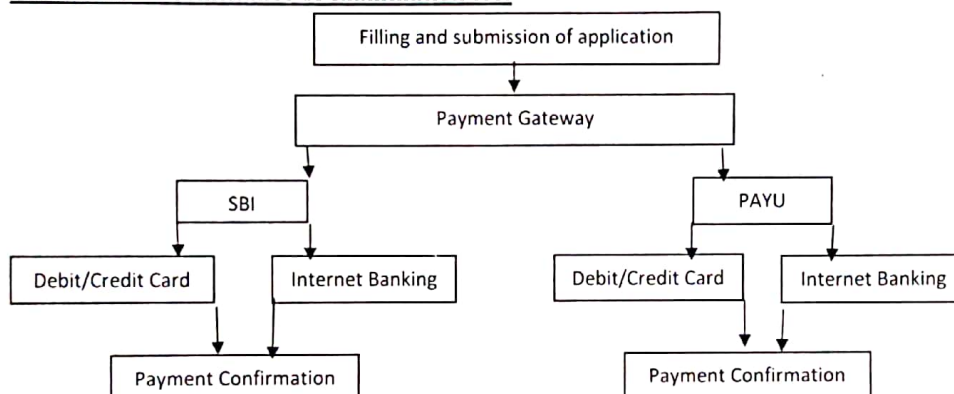 Filling and submission of application
Payment Gateway
SBI
PAYU
Debit/Credit Card
Internet Banking
Debit/Credit Card
Internet Banking
Payment Confirmation
Payment Confirmation